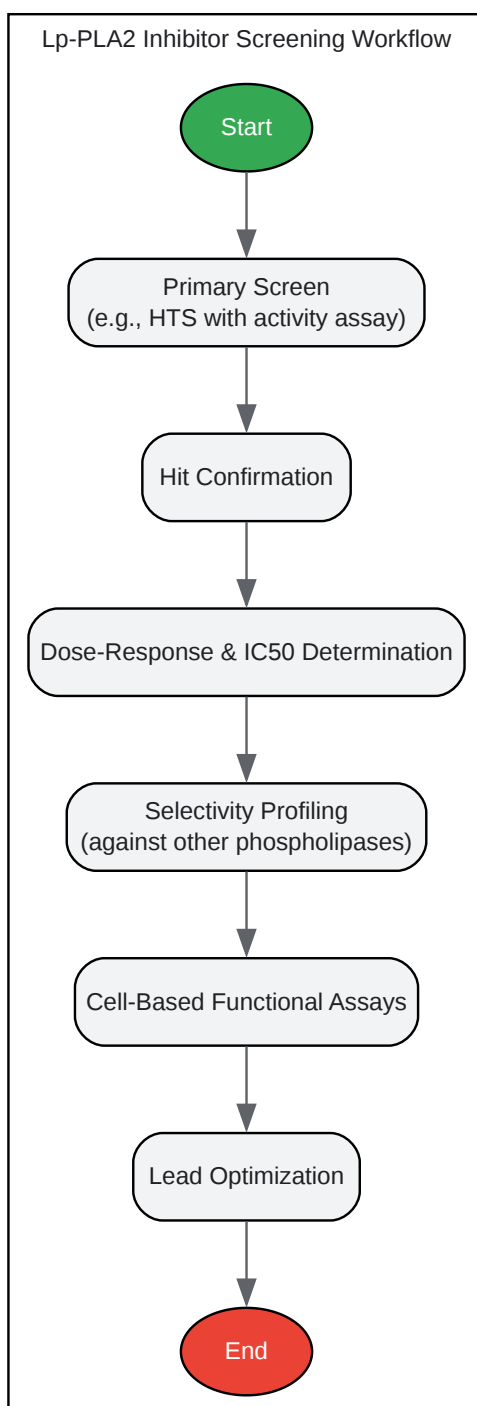 Lp-PLA2 Inhibitor Screening Workflow
Start
Primary Screen
(e.g., HTS with activity assay)
Hit Confirmation
Dose-Response & IC50 Determination
Selectivity Profiling
(against other phospholipases)
Cell-Based Functional Assays
Lead Optimization
End